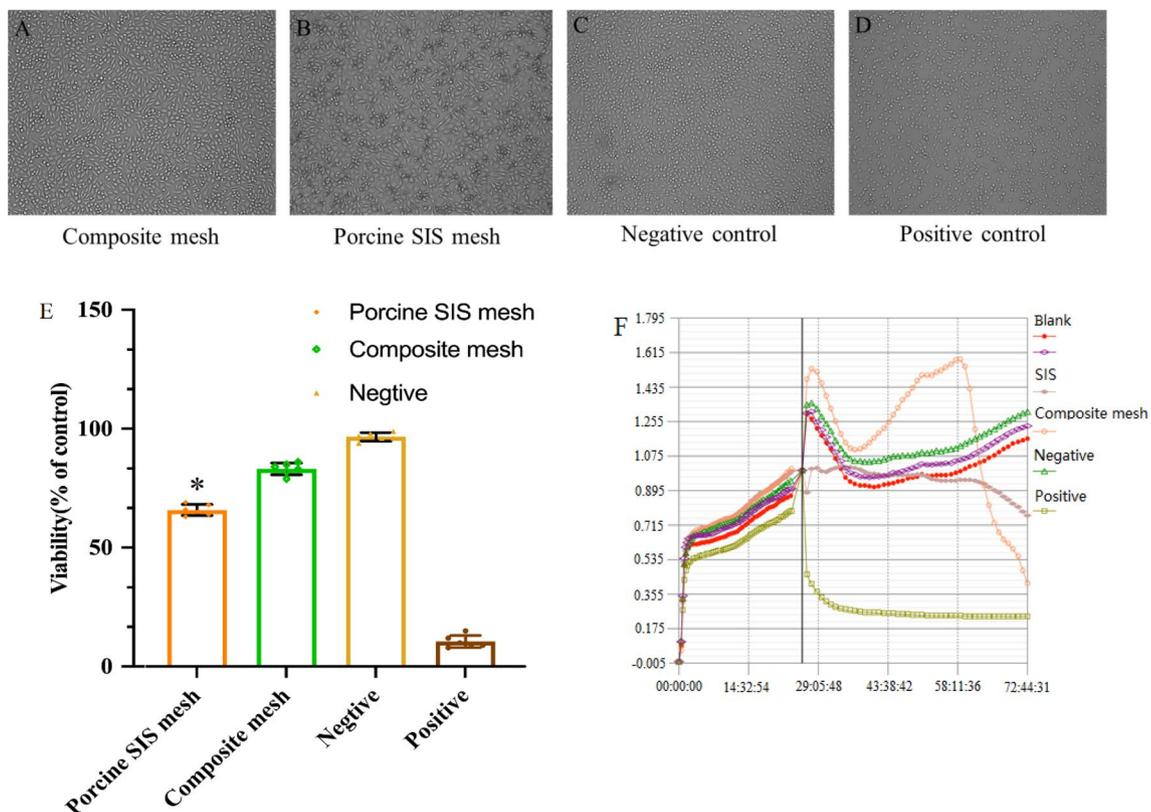 A
B
C
D
Composite mesh
Porcine SIS mesh
Negative control
Positive control
E
Viability(% of control)
150
100
50
0
Porcine SIS mesh
Composite mesh
Negtive
*
Porcine SIS mesh
Composite mesh
Negtive
Positive
F
1.795
1.615
1.435
1.255
1.075
0.895
0.715
0.535
0.355
0.175
-0.005
00:00:00
14:32:54
29:05:48
43:38:42
58:11:36
72:44:31
Blank
SIS
Composite mesh
Negative
Positive